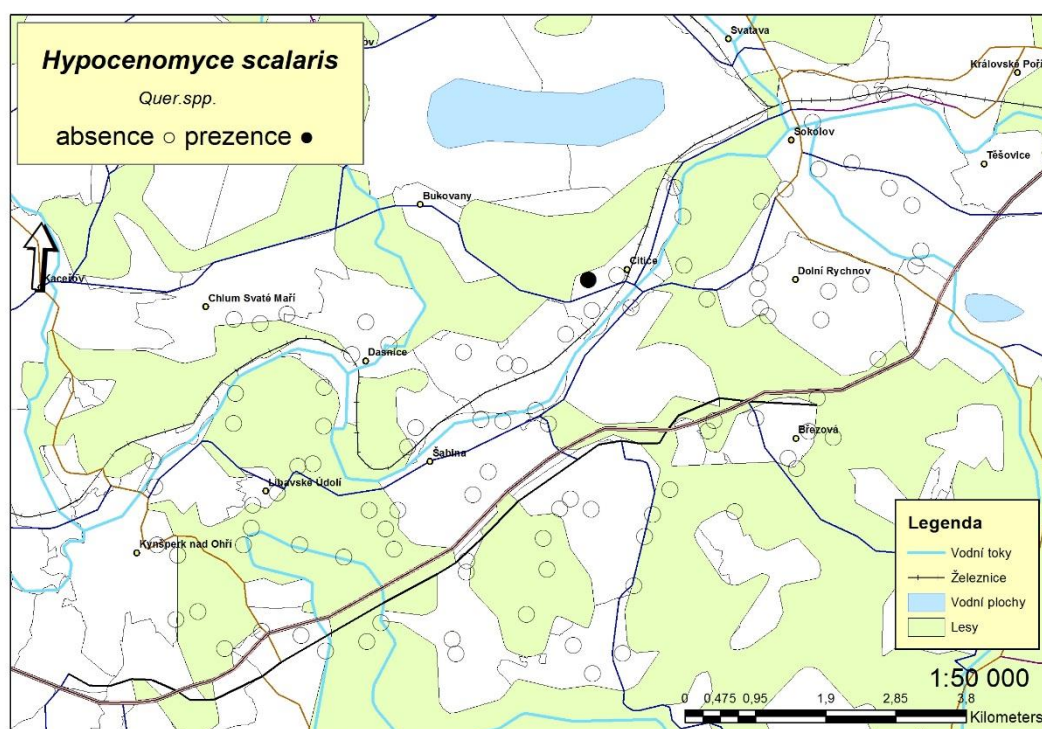 Hypocenomyce scalaris
Quer.spp.
absence ○ prezence ●
Svatava
Královské Poří
Sokolov
Těšovice
Bukovany
Kaceřov
Citice
Dolní Rychnov
Chlum Svaté Maří
Dasnice
Březová
Šabina
Libavské Údolí
Kynšperk nad Ohří
Legenda
Vodní toky
Železnice
Vodní plochy
Lesy
1:50 000
0 0,475 0,95 1,9 2,85 3,8
Kilometers